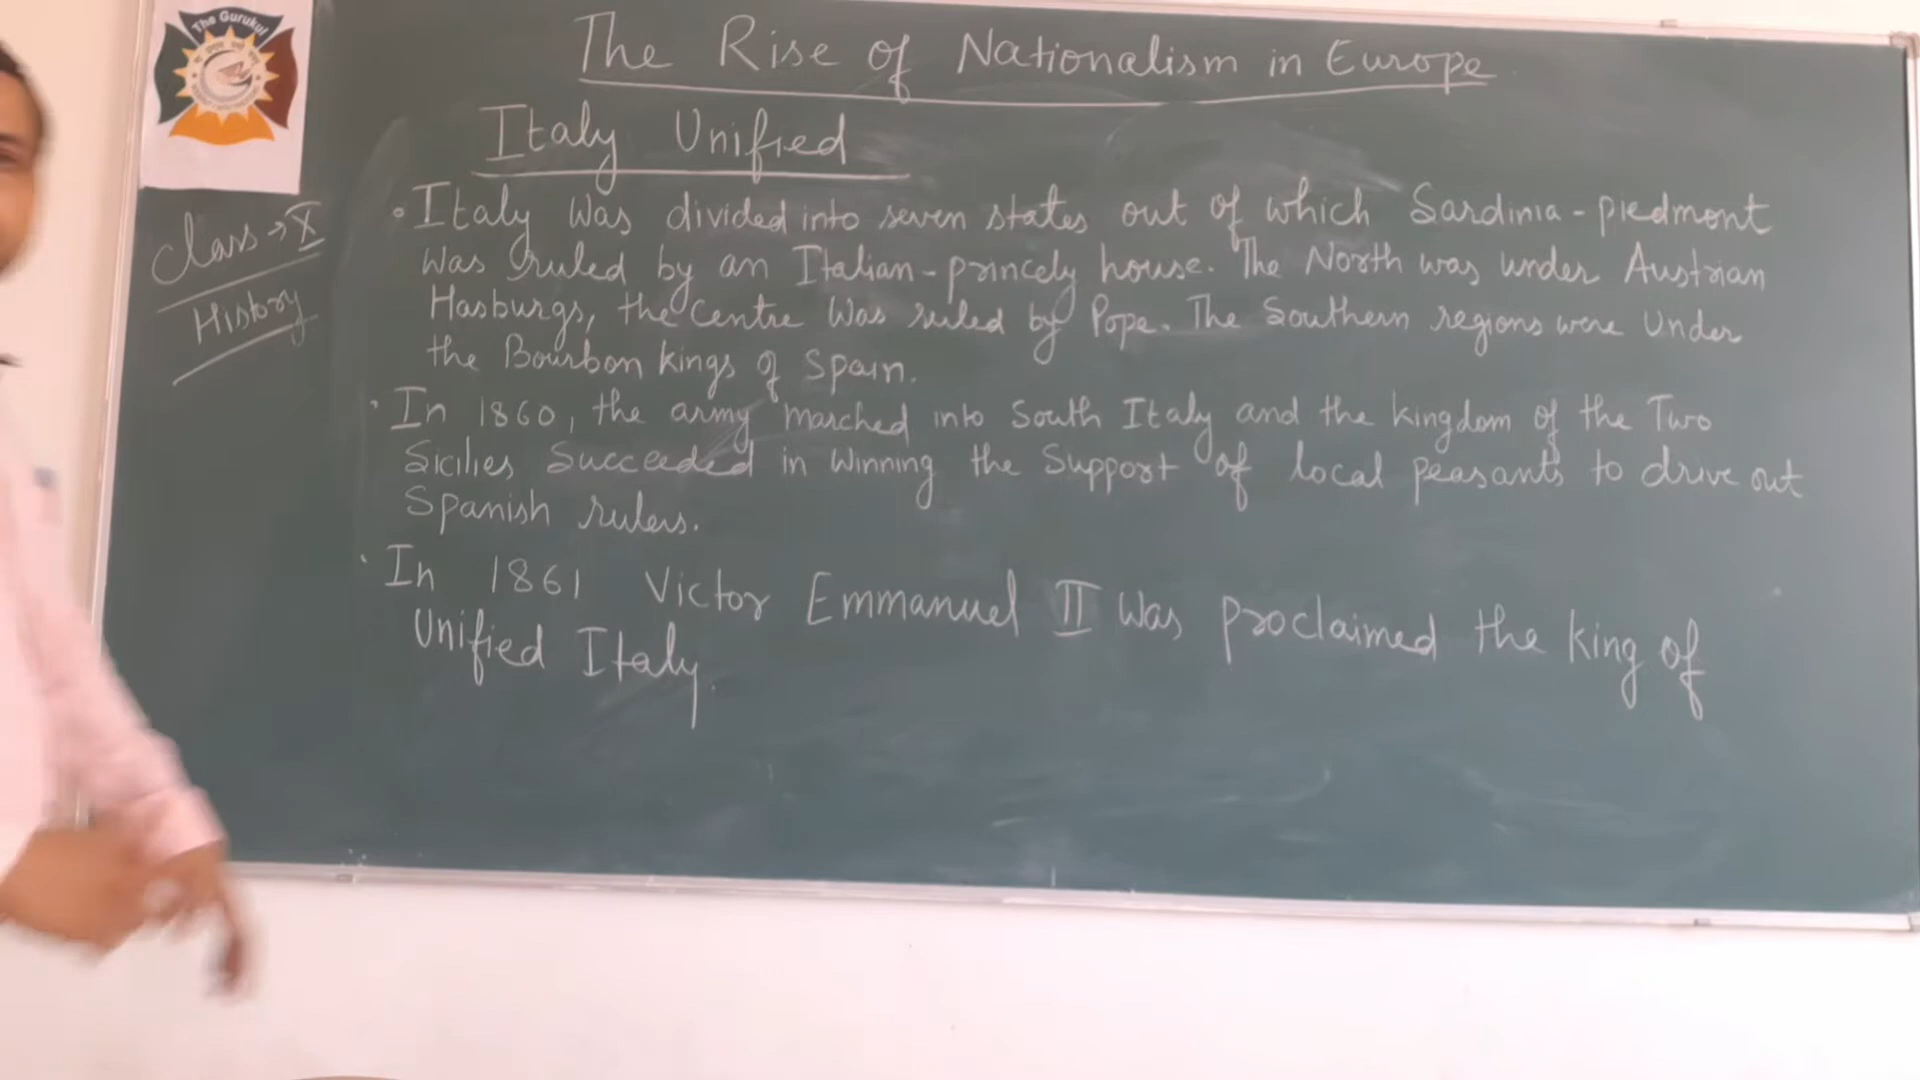 The Gurukul
The Rise of Nationalism in Europe
Italy Unified
Class → X
History
• Italy was divided into seven states out of which Sardinia - piedmont
was ruled by an Italian - princely house. The North was under Austrian
Hasburgs, the centre was ruled by Pope. The Southern regions were Under
the Bourbon kings of Spain.
• In 1860, the army marched into South Italy and the kingdom of the Two
Sicilies Succeeded in winning the Support of local peasants to drive out
Spanish rulers.
• In 1861 Victor Emmanuel II was proclaimed the king of
Unified Italy.